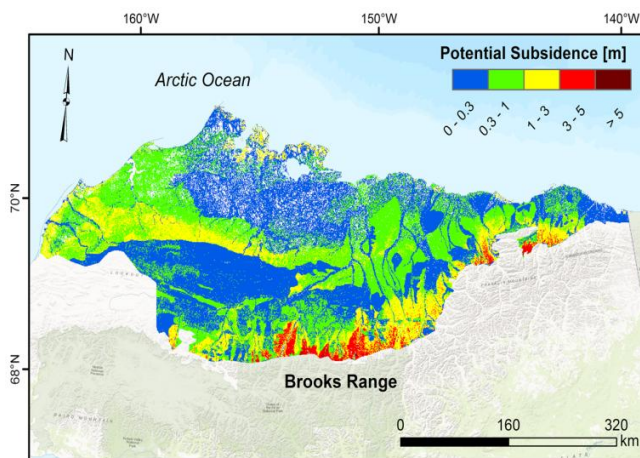 160°W
150°W
140°W
N
Arctic Ocean
Potential Subsidence [m]
0 - 0.3
0.3 - 1
1 - 3
3 - 5
> 5
70°N
68°N
Brooks Range
0
160
320
km